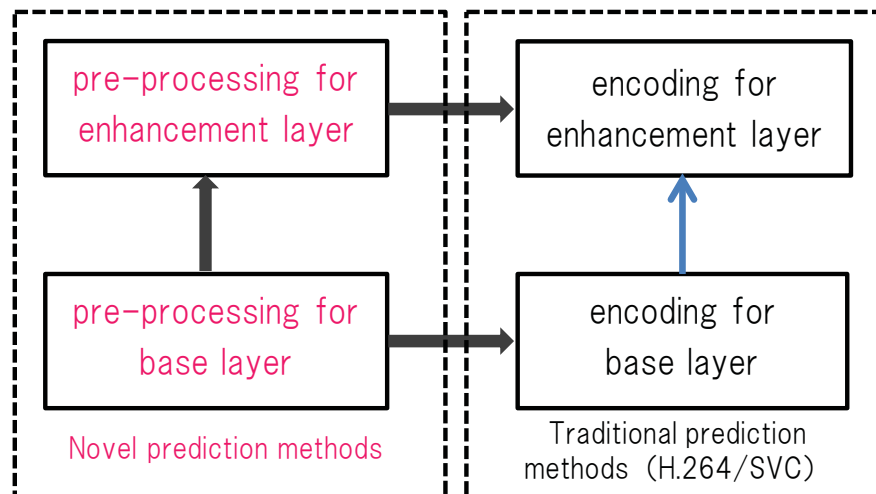 pre-processing for
enhancement layer
encoding for
enhancement layer
pre-processing for
base layer
encoding for
base layer
Novel prediction methods
Traditional prediction
methods (H.264/SVC)